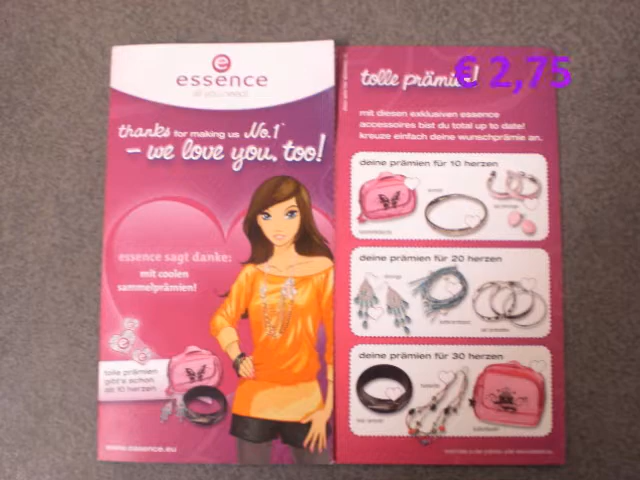 essence
all you need
thanks for making us No.1*
– we love you, too!
essence sagt danke:
mit coolen
sammelprämien!
tolle prämien
gibt's schon
ab 10 herzen
www.essence.eu
tolle prämien!
€ 2,75
mit diesen exklusiven essence
accessoires bist du total up to date!
kreuze einfach deine wunschprämie an.
deine prämien für 10 herzen
deine prämien für 20 herzen
deine prämien für 30 herzen